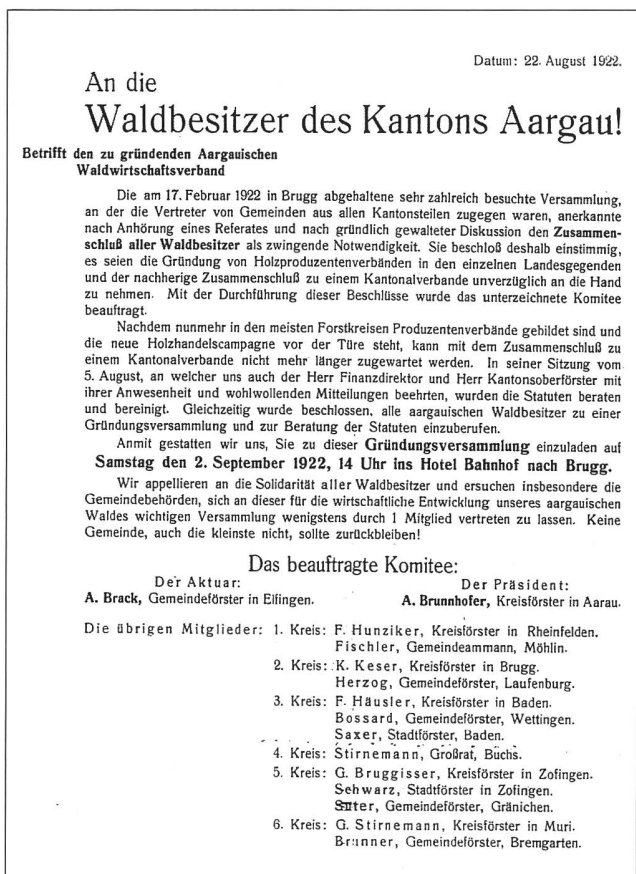 Datum: 22. August 1922.
An die
Waldbesitzer des Kantons Aargau!
Betrifft den zu gründenden Aargauischen
Waldwirtschaftsverband
Die am 17. Februar 1922 in Brugg abgehaltene sehr zahlreich besuchte Versammlung,
an der die Vertreter von Gemeinden aus allen Kantonsteilen zugegen waren, anerkannte
nach Anhörung eines Referates und nach gründlich gewalteter Diskussion den Zusammen-
schluß aller Waldbesitzer als zwingende Notwendigkeit. Sie beschloß deshalb einstimmig,
es seien die Gründung von Holzproduzentenverbänden in den einzelnen Landesgegenden
und der nachherige Zusammenschluß zu einem Kantonalverbande unverzüglich an die Hand
zu nehmen. Mit der Durchführung dieser Beschlüsse wurde das unterzeichnete Komitee
beauftragt.
Nachdem nunmehr in den meisten Forstkreisen Produzentenverbände gebildet sind und
die neue Holzhandelscampagne vor der Türe steht, kann mit dem Zusammenschluß zu
einem Kantonalverbande nicht mehr länger zugewartet werden. In seiner Sitzung vom
5. August, an welcher uns auch der Herr Finanzdirektor und Herr Kantonsoberförster mit
ihrer Anwesenheit und wohlwollenden Mitteilungen beehrten, wurden die Statuten beraten
und bereinigt. Gleichzeitig wurde beschlossen, alle aargauischen Waldbesitzer zu einer
Gründungsversammlung und zur Beratung der Statuten einzuberufen.
Anmit gestatten wir uns, Sie zu dieser Gründungsversammlung einzuladen auf
Samstag den 2. September 1922, 14 Uhr ins Hotel Bahnhof nach Brugg.
Wir appellieren an die Solidarität aller Waldbesitzer und ersuchen insbesondere die
Gemeindebehörden, sich an dieser für die wirtschaftliche Entwicklung unseres aargauischen
Waldes wichtigen Versammlung wenigstens durch 1 Mitglied vertreten zu lassen. Keine
Gemeinde, auch die kleinste nicht, sollte zurückbleiben!
Das beauftragte Komitee:
Der Aktuar: Der Präsident:
A. Brack, Gemeindeförster in Elfingen. A. Brunnhofer, Kreisförster in Aarau.
Die übrigen Mitglieder: 1. Kreis: F. Hunziker, Kreisförster in Rheinfelden.
Fischler, Gemeindeammann, Möhlin.
2. Kreis: K. Keser, Kreisförster in Brugg.
Herzog, Gemeindeförster, Laufenburg.
3. Kreis: F. Häusler, Kreisförster in Baden.
Bossard, Gemeindeförster, Wettingen.
Saxer, Stadtförster, Baden.
4. Kreis: Stirnemann, Großrat, Buchs.
5. Kreis: G. Bruggisser, Kreisförster in Zofingen.
Schwarz, Stadtförster in Zofingen.
Suter, Gemeindeförster, Gränichen.
6. Kreis: G. Stirnemann, Kreisförster in Muri.
Brunner, Gemeindeförster, Bremgarten.